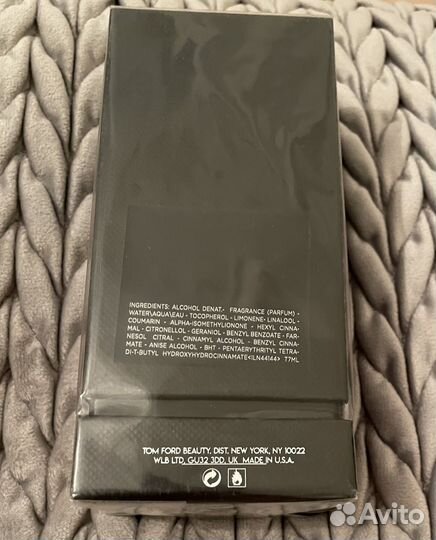 INGREDIENTS: ALCOHOL DENAT.• FRAGRANCE (PARFUM) •
WATER\AQUA\EAU • TOCOPHEROL • LIMONENE• LINALOOL •
COUMARIN • ALPHA-ISOMETHYLIONONE • HEXYL CINNA-
MAL • CITRONELLOL • GERANIOL • BENZYL BENZOATE • FAR-
NESOL CITRAL • CINNAMYL ALCOHOL • BENZYL CINNA-
MATE • ANISE ALCOHOL • BHT • PENTAERYTHRITYL TETRA-
DI-T-BUTYL HYDROXYHYDROCINNAMATE<ILN44144> T7ML
TOM FORD BEAUTY, DIST. NEW YORK, NY 10022
WLB LTD, GU32 3DD, UK. MADE IN U.S.A.
Avito